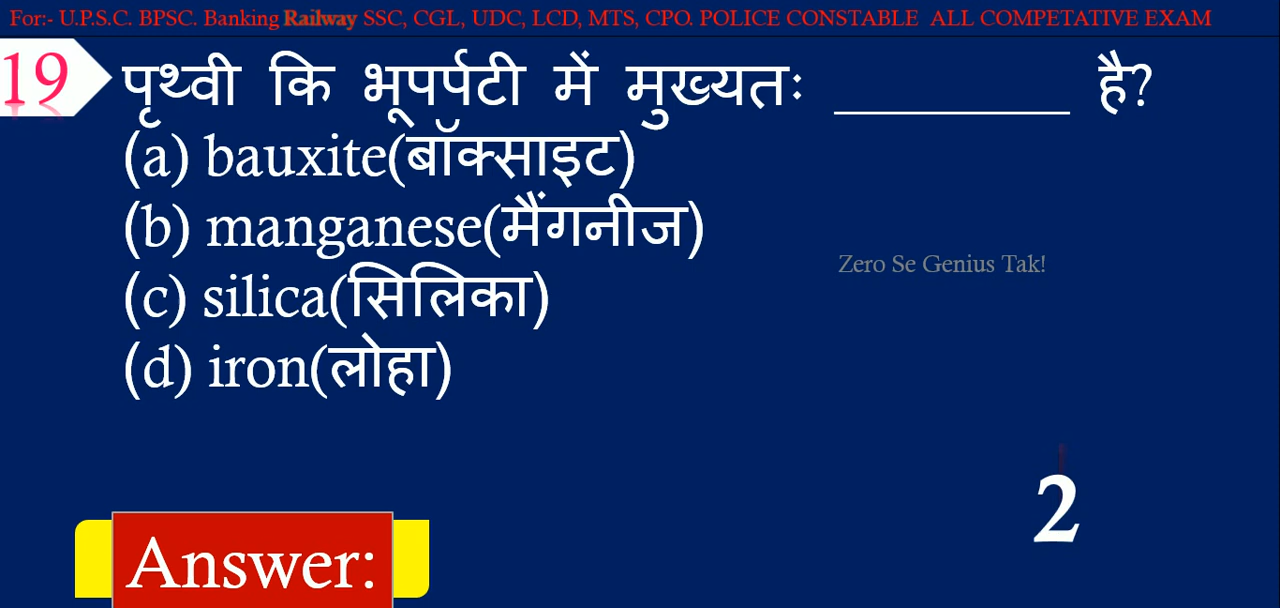 For:- U.P.S.C. BPSC. Banking Railway SSC, CGL, UDC, LCD, MTS, CPO. POLICE CONSTABLE ALL COMPETATIVE EXAM
19 पृथ्वी कि भूपर्पटी में मुख्यतः ________ है?
(a) bauxite(बॉक्साइट)
(b) manganese(मैंगनीज)
Zero Se Genius Tak!
(c) silica(सिलिका)
(d) iron(लोहा)
2
Answer: